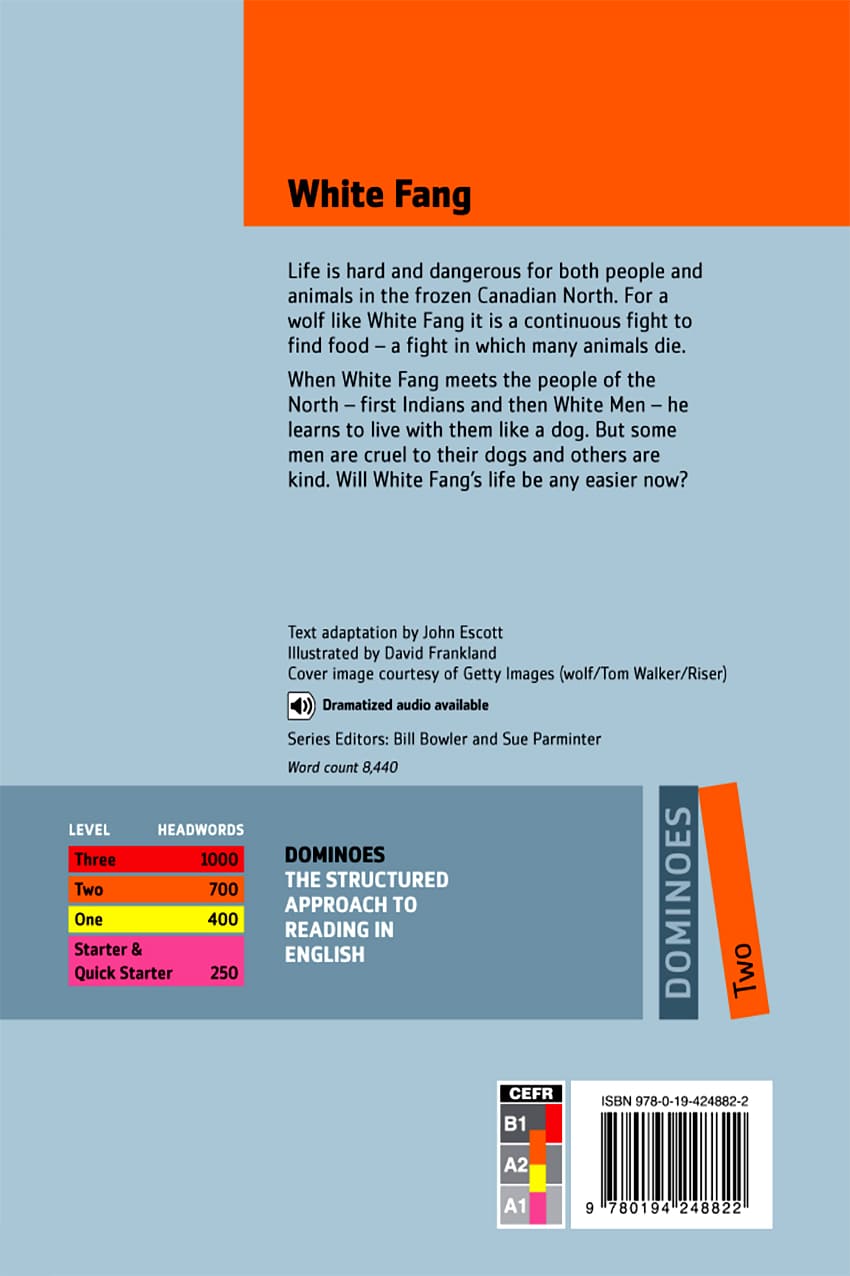 White Fang
Life is hard and dangerous for both people and
animals in the frozen Canadian North. For a
wolf like White Fang it is a continuous fight to
find food – a fight in which many animals die.
When White Fang meets the people of the
North – first Indians and then White Men – he
learns to live with them like a dog. But some
men are cruel to their dogs and others are
kind. Will White Fang's life be any easier now?
Text adaptation by John Escott
Illustrated by David Frankland
Cover image courtesy of Getty Images (wolf/Tom Walker/Riser)
Dramatized audio available
Series Editors: Bill Bowler and Sue Parminter
Word count 8,440
LEVEL HEADWORDS
Three 1000
Two 700
One 400
Starter &
Quick Starter 250
DOMINOES
THE STRUCTURED
APPROACH TO
READING IN
ENGLISH
DOMINOES
Two
CEFR
B1
A2
A1
ISBN 978-0-19-424882-2
9 780194 248822